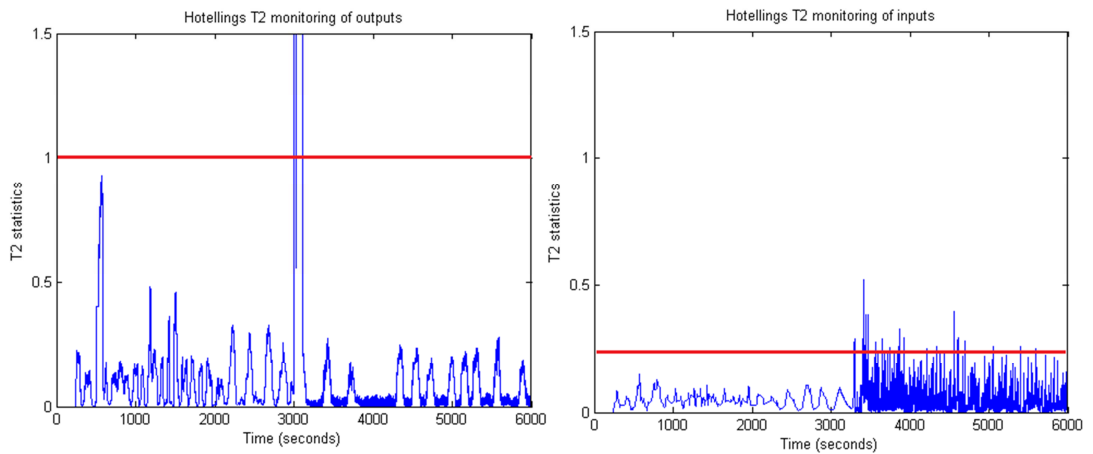 Hotellings T2 monitoring of outputs
1.5
1
0.5
0
T2 statistics
0 1000 2000 3000 4000 5000 6000
Time (seconds)
Hotellings T2 monitoring of inputs
1.5
1
0.5
0
T2 statistics
0 1000 2000 3000 4000 5000 6000
Time (seconds)